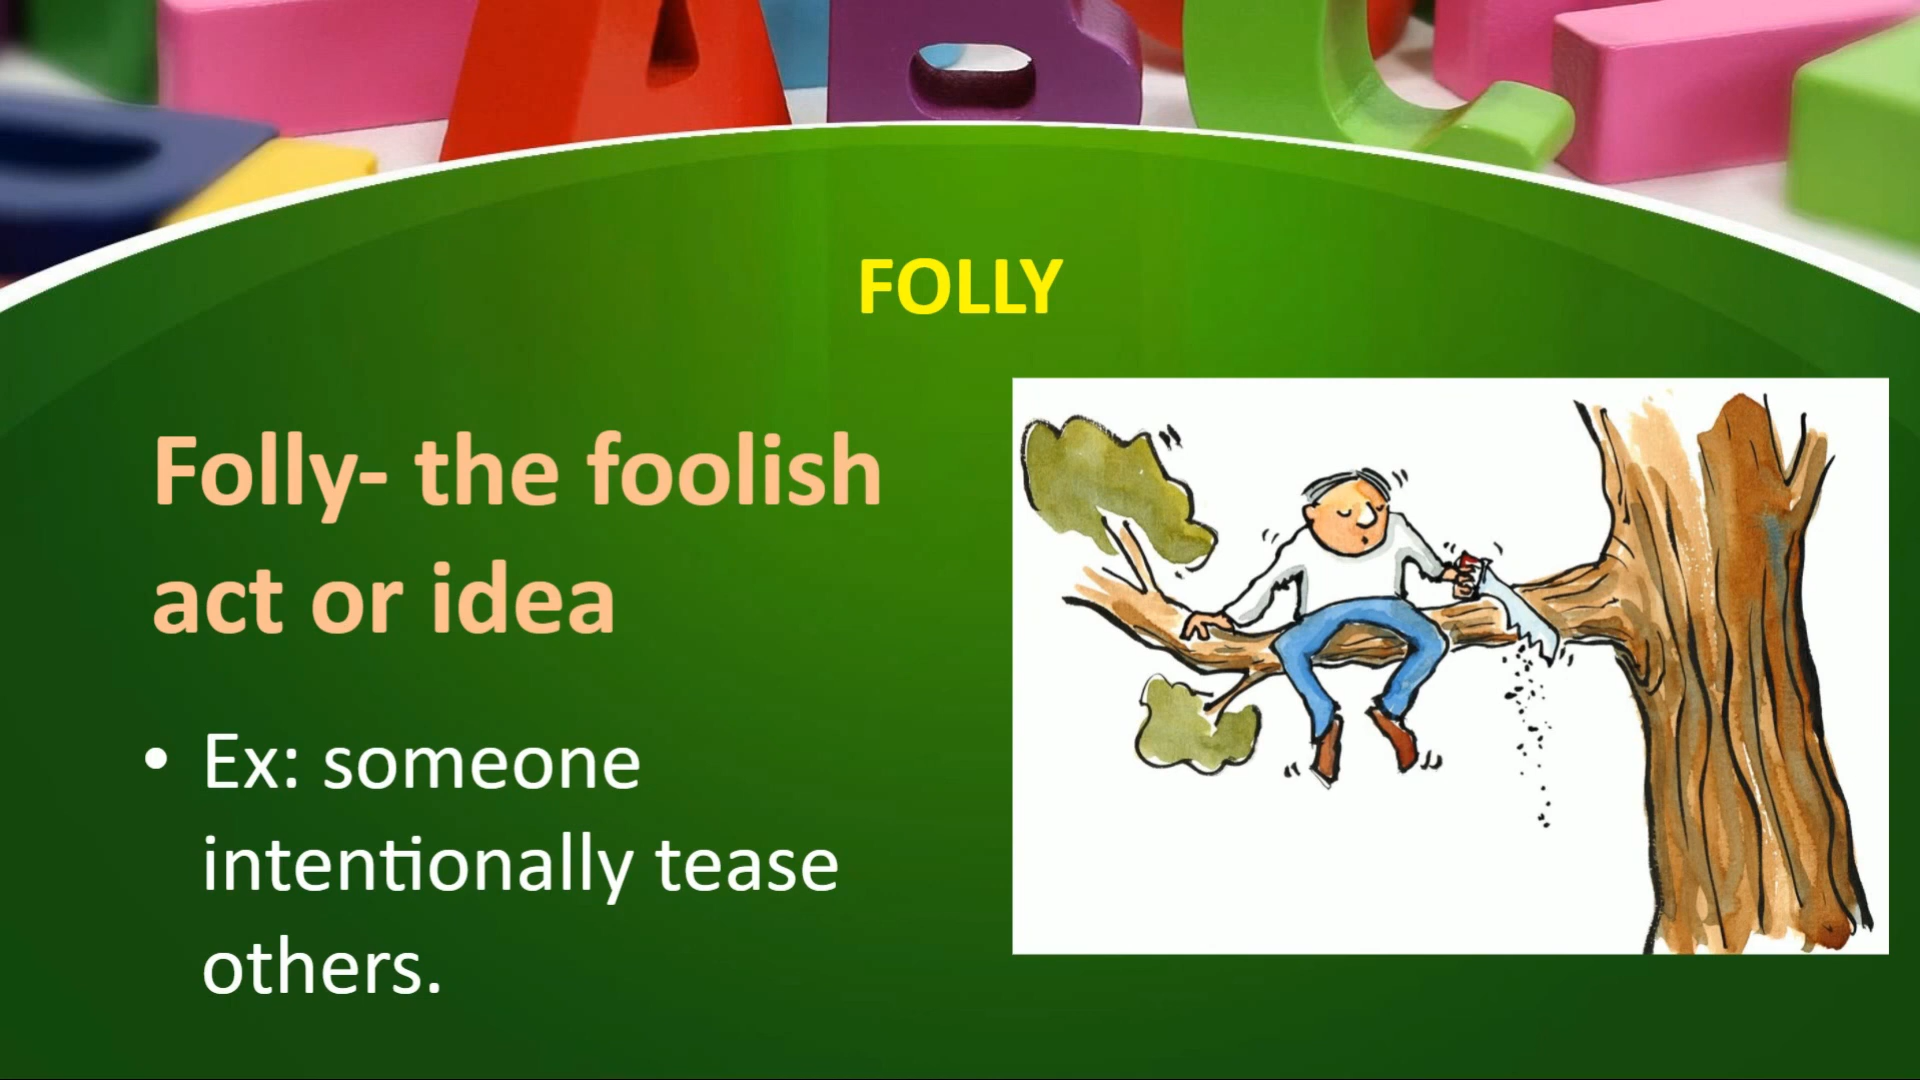 FOLLY
Folly- the foolish
act or idea
• Ex: someone
intentionally tease
others.